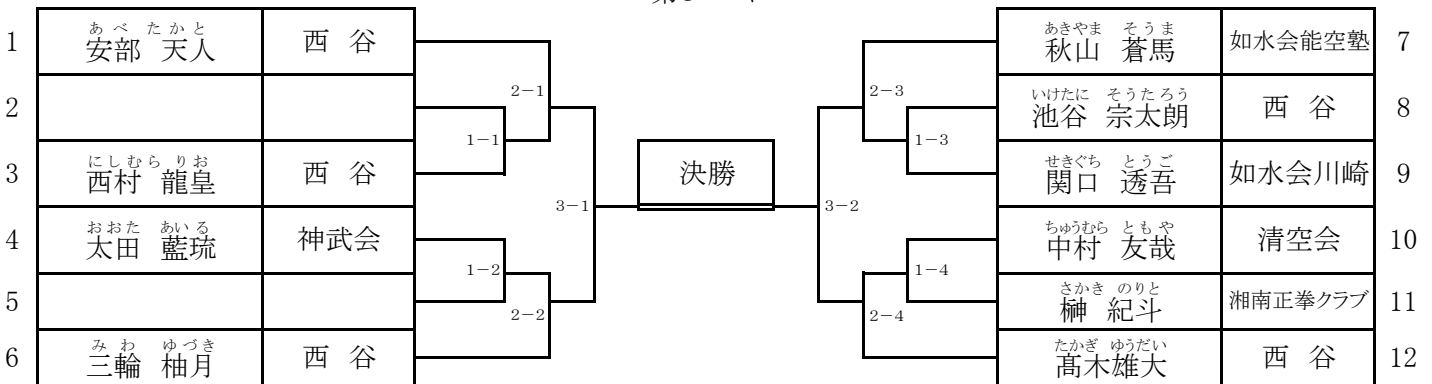 1 安部 天人 あべ たかと 西 谷
2
3 西村 龍皇 にしむら りお 西 谷
4 太田 藍琉 おおた あいる 神武会
5
6 三輪 柚月 みわ ゆづき 西 谷
2-1
1-1
3-1
1-2
2-2
決勝
2-3
1-3
3-2
1-4
2-4
秋山 蒼馬 あきやま そうま 如水会能空塾 7
池谷 宗太朗 いけたに そうたろう 西 谷 8
関口 透吾 せきぐち とうご 如水会川崎 9
中村 友哉 ちゅうむら ともや 清空会 10
榊 紀斗 さかき のりと 湘南正拳クラブ 11
髙木雄大 たかぎ ゆうだい 西 谷 12